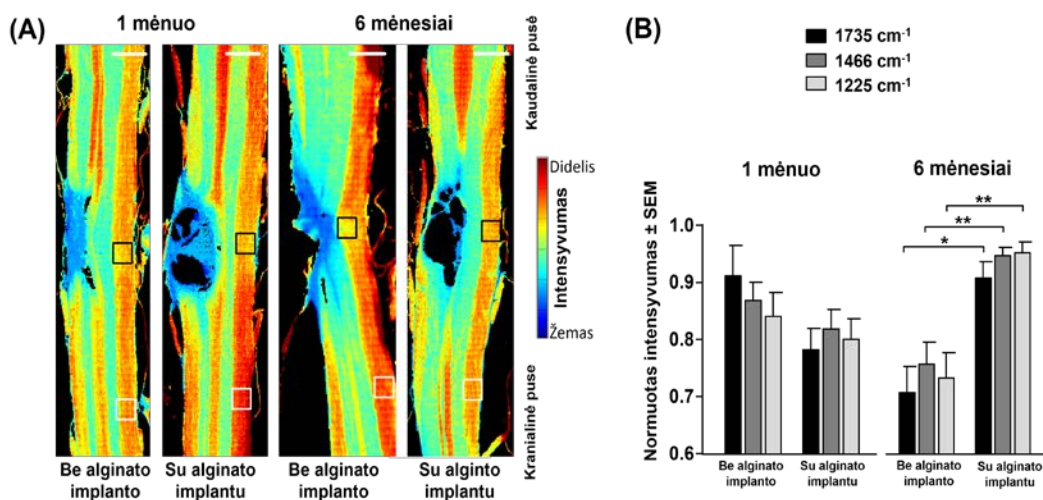 (A)
1 mėnuo
6 mėnesiai
Kaudalinė pusė
Kranialinė puse
Intensyvumas
Didelis
Žemas
Be alginato
implanto
Su alginato
implantu
Be alginato
implanto
Su alginto
implantu
(B)
1735 cm⁻¹
1466 cm⁻¹
1225 cm⁻¹
1 mėnuo
6 mėnesiai
Normuotas intensyvumas ± SEM
1.0
0.9
0.8
0.7
0.6
**
**
*
Be alginato
implanto
Su alginato
implantu
Be alginato
implanto
Su alginato
implantu